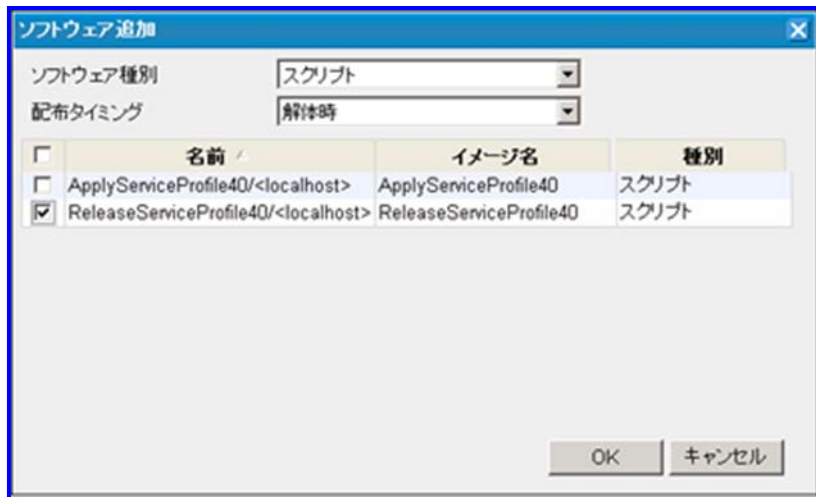 ソフトウェア追加
ソフトウェア種別 スクリプト
配布タイミング 解体時
名前 イメージ名 種別
ApplyServiceProfile40/<localhost> ApplyServiceProfile40 スクリプト
ReleaseServiceProfile40/<localhost> ReleaseServiceProfile40 スクリプト
OK キャンセル